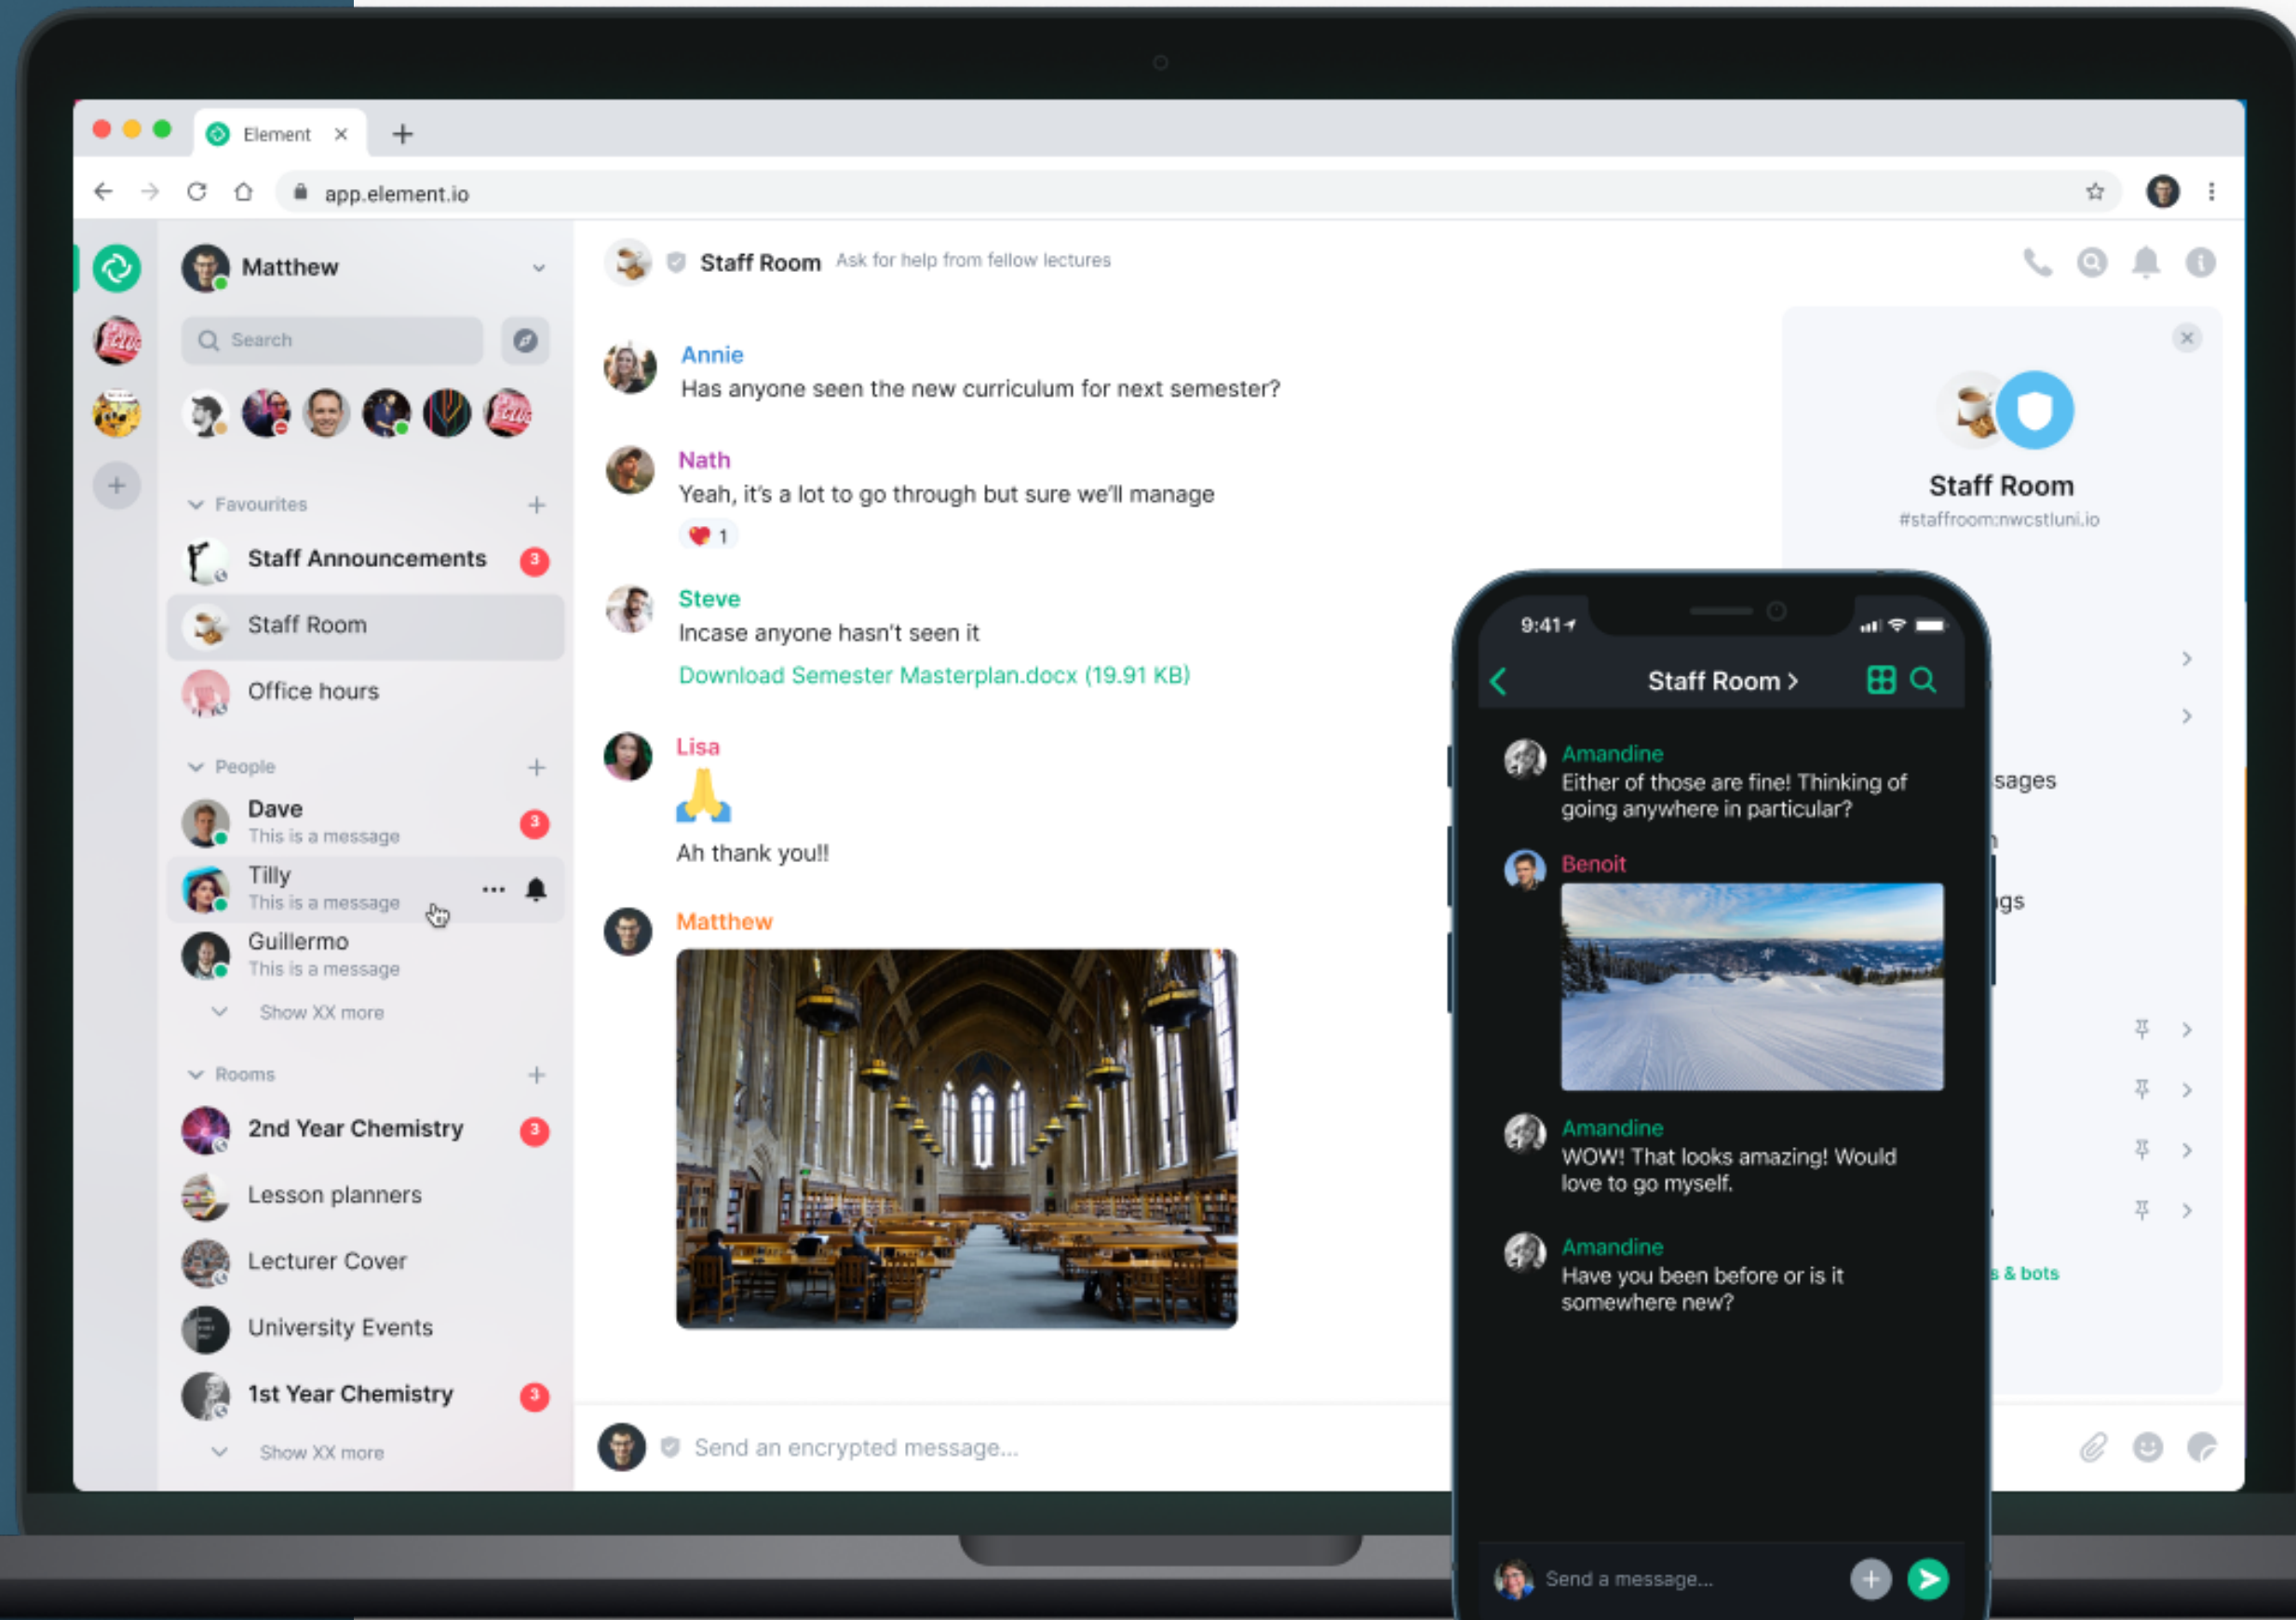 Element
app.element.io
Matthew
Search
Favourites
Staff Announcements 3
Staff Room
Office hours
People
Dave 3
This is a message
Tilly
This is a message
Guillermo
This is a message
Show XX more
Rooms
2nd Year Chemistry 3
Lesson planners
Lecturer Cover
University Events
1st Year Chemistry 3
Show XX more
Staff Room Ask for help from fellow lectures
Annie
Has anyone seen the new curriculum for next semester?
Nath
Yeah, it's a lot to go through but sure we'll manage
1
Steve
Incase anyone hasn't seen it
Download Semester Masterplan.docx (19.91 KB)
Lisa
Ah thank you!!
Matthew
Send an encrypted message...
Staff Room
#staffroom:nwcstluni.io
ssages
gs
s & bots
9:41
Staff Room >
Amandine
Either of those are fine! Thinking of
going anywhere in particular?
Benoit
Amandine
WOW! That looks amazing! Would
love to go myself.
Amandine
Have you been before or is it
somewhere new?
Send a message...